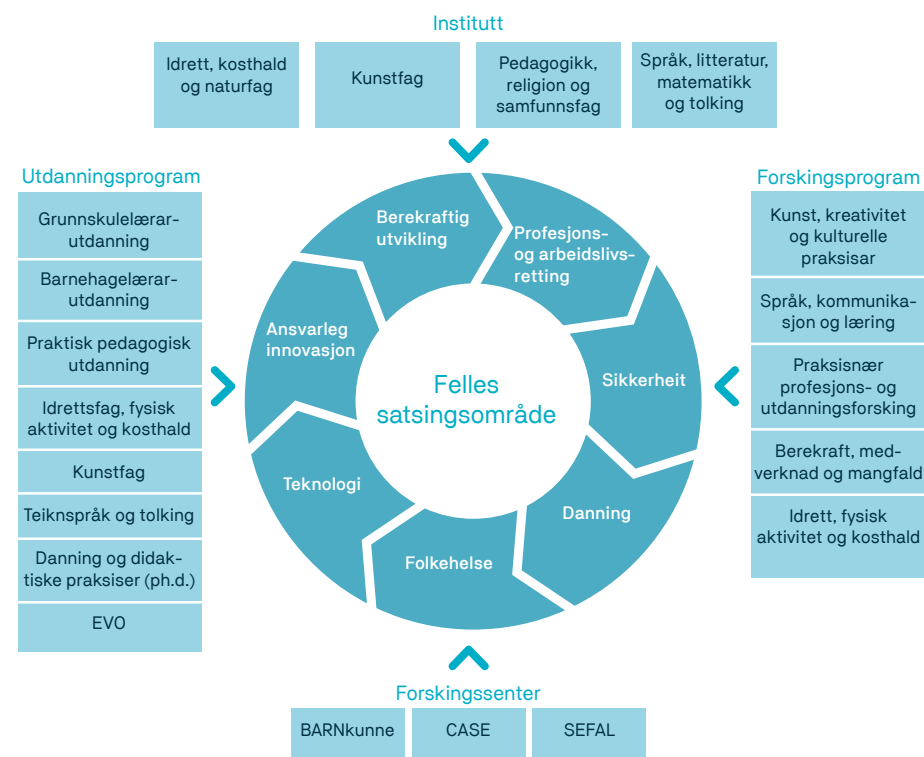 Institutt
Idrett, kosthald
og naturfag
Kunstfag
Pedagogikk,
religion og
samfunnsfag
Språk, litteratur,
matematikk
og tolking
Utdanningsprogram
Grunnskulelærar-
utdanning
Barnehagelærar-
utdanning
Praktisk pedagogisk
utdanning
Idrettsfag, fysisk
aktivitet og kosthald
Kunstfag
Teiknspråk og tolking
Danning og didak-
tiske praksiser (ph.d.)
EVO
Berekraftig
utvikling
Profesjons-
og arbeidslivs-
retting
Sikkerheit
Danning
Folkehelse
Teknologi
Ansvarleg
innovasjon
Felles
satsingsområde
Forskingsprogram
Kunst, kreativitet
og kulturelle
praksisar
Språk, kommunika-
sjon og læring
Praksisnær
profesjons- og
utdanningsforsking
Berekraft, med-
verknad og mangfald
Idrett, fysisk
aktivitet og kosthald
Forskingssenter
BARNkunne
CASE
SEFAL